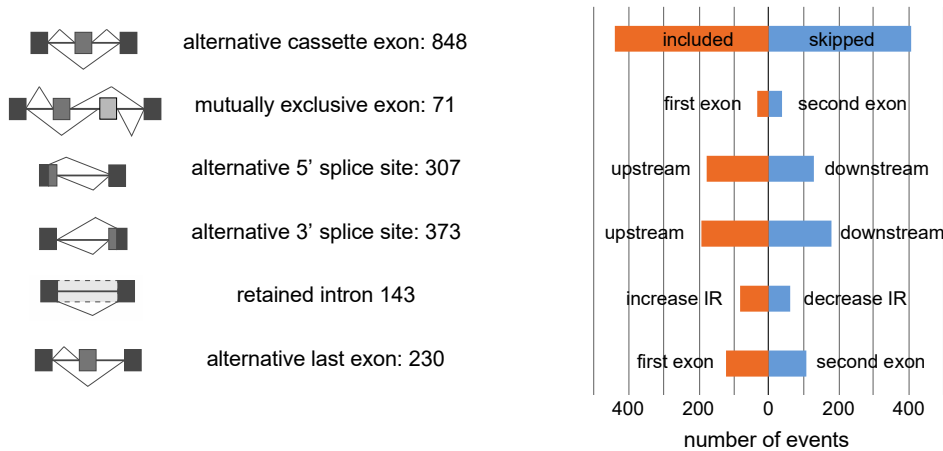 alternative cassette exon: 848
included skipped
mutually exclusive exon: 71
first exon second exon
alternative 5’ splice site: 307
upstream downstream
alternative 3’ splice site: 373
upstream downstream
retained intron 143
increase IR decrease IR
alternative last exon: 230
first exon second exon
400 200 0 200 400
number of events